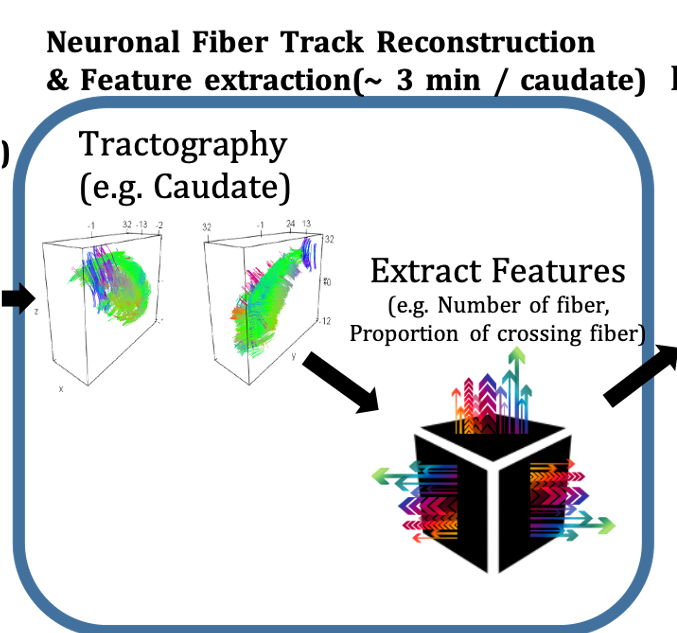 Neuronal Fiber Track Reconstruction
& Feature extraction(~ 3 min / caudate)
)
Tractography
(e.g. Caudate)
-1 32 -13 -2
32 -1 24 13
32
-12
z
x
y
Extract Features
(e.g. Number of fiber,
Proportion of crossing fiber)